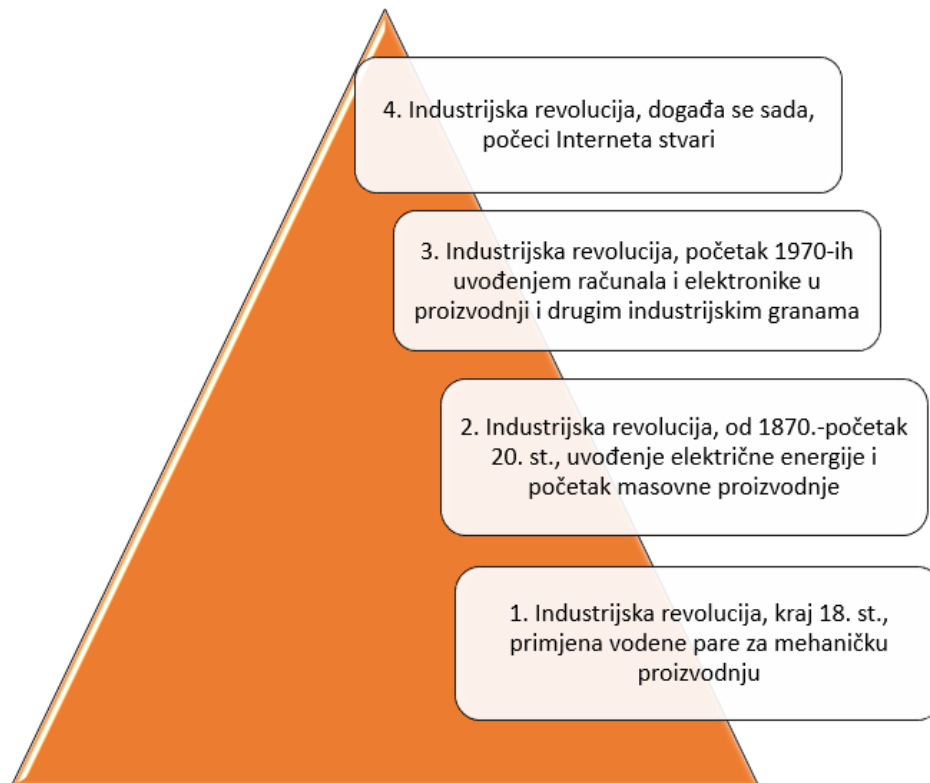 4. Industrijska revolucija, događa se sada,
počeci Interneta stvari
3. Industrijska revolucija, početak 1970-ih
uvođenjem računala i elektronike u
proizvodnji i drugim industrijskim granama
2. Industrijska revolucija, od 1870.-početak
20. st., uvođenje električne energije i
početak masovne proizvodnje
1. Industrijska revolucija, kraj 18. st.,
primjena vodene pare za mehaničku
proizvodnju